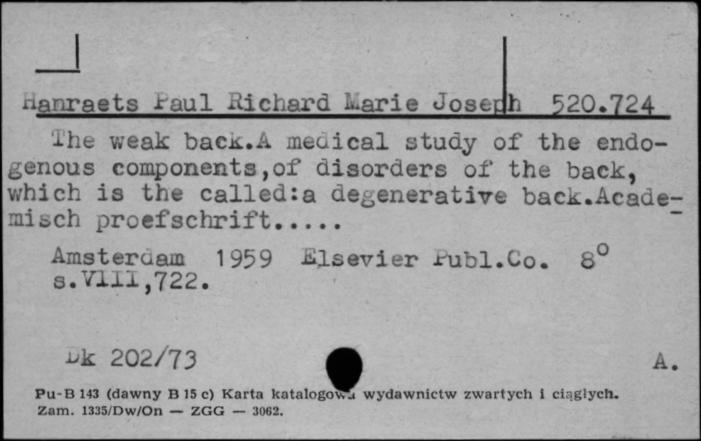 Hanraets Paul Richard Marie Joseph 520.724
The weak back.A medical study of the endo-
genous components,of disorders of the back,
which is the called:a degenerative back.Acade-
misch proefschrift.....
Amsterdam 1959 Elsevier Publ.Co. 8°
s.VIII,722.
Dk 202/73 A.
Pu-B 143 (dawny B 15 c) Karta katalogowa wydawnictw zwartych i ciągłych.
Zam. 1335/Dw/On — ZGG — 3062.